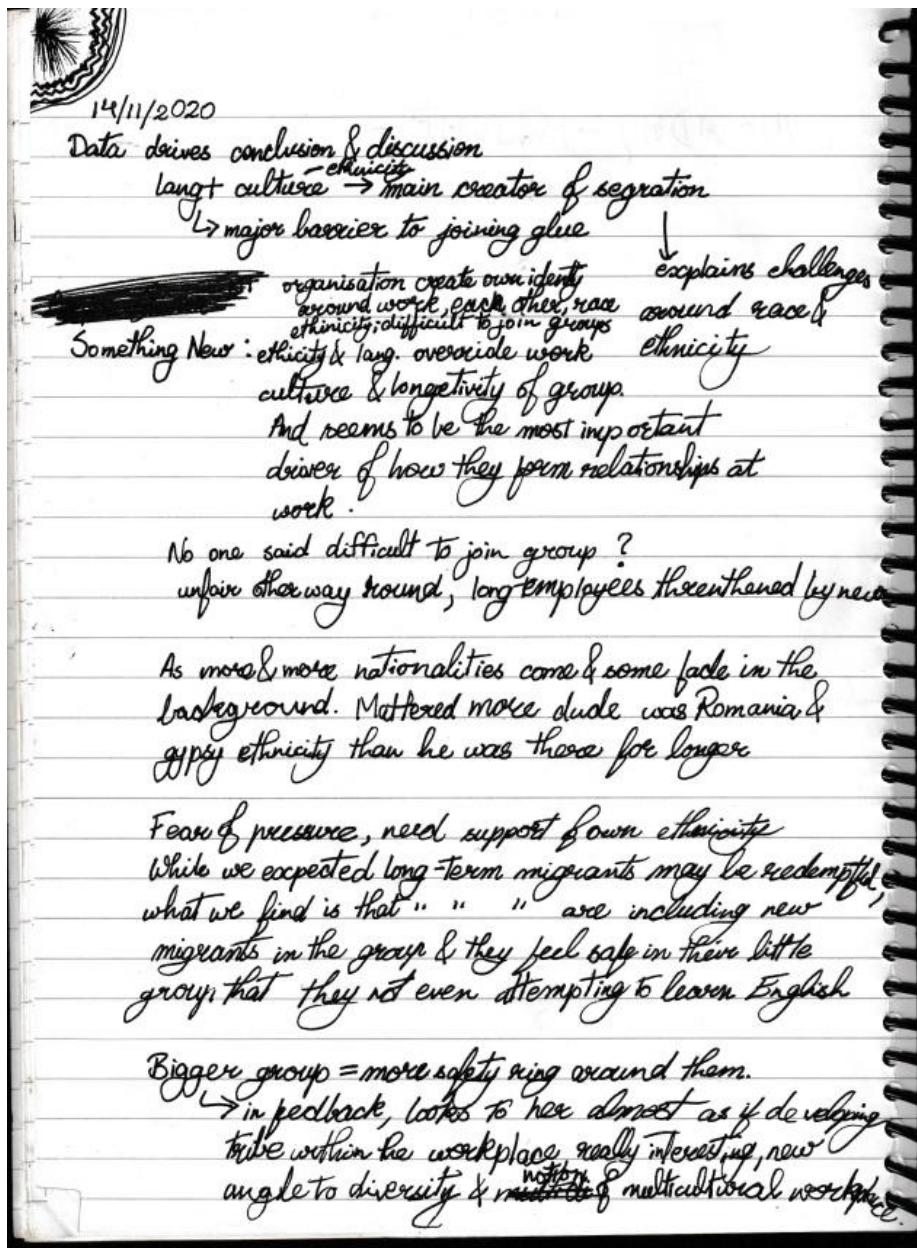 14/11/2020
Data drives conclusion & discussion
- ethnicity
lang + culture → main creator of segration
↳ major barrier to joining glue
↓ explains challenges
around race &
ethnicity
organisation create own identy
around work, each other, race
ethinicity; difficult to join groups
Something New: ethicity & lang. override work
culture & longetivity of group.
And seems to be the most important
driver of how they form relationships at
work.
No one said difficult to join group?
unfair other way round, long employees threnthened by
As more & more nationalities come & some fade in the
background. Mattered more dude was Romania &
gypsy ethnicity than he was there for longer
Fear of pressure, need support of own ethnicity
While we expected long-term migrants may be
what we find is that " " " are including new
migrants in the group & they feel safe in their little
group, that they not even attempting to learn English
Bigger group = more safety ring around them.
↳ in fedback, looks to her almost as if developing
tribe within the workplace, really interesting, new
angle to diversity & notion of multicultural workplace.